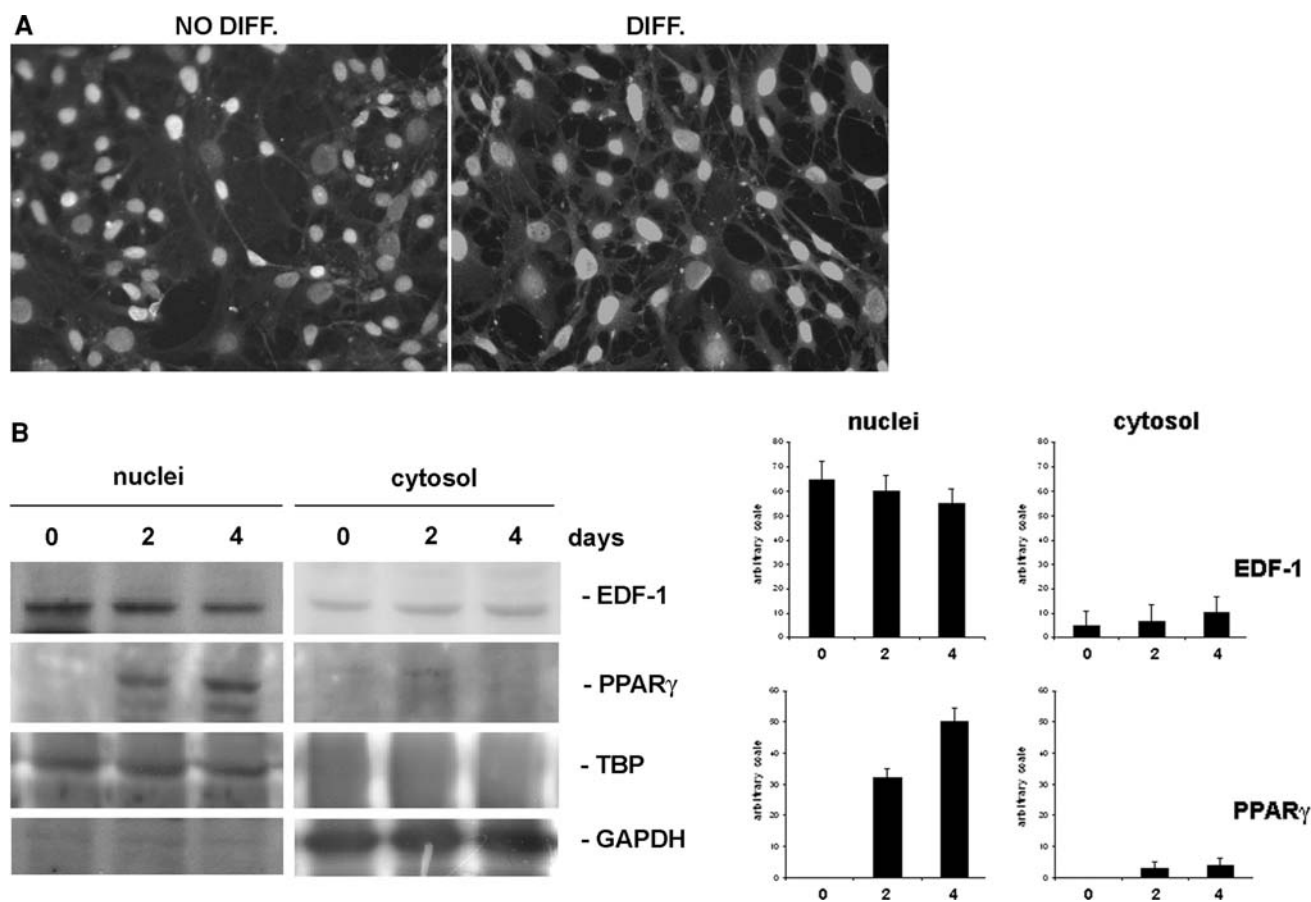 A
NO DIFF.
DIFF.
B
nuclei
cytosol
0 2 4 0 2 4 days
- EDF-1
- PPARγ
- TBP
- GAPDH
nuclei
cytosol
arbitrary scale
80
70
60
50
40
30
20
10
0
0 2 4
arbitrary scale
80
70
60
50
40
30
20
10
0
0 2 4
EDF-1
arbitrary scale
60
50
40
30
20
10
0
0 2 4
arbitrary scale
60
50
40
30
20
10
0
0 2 4
PPARγ